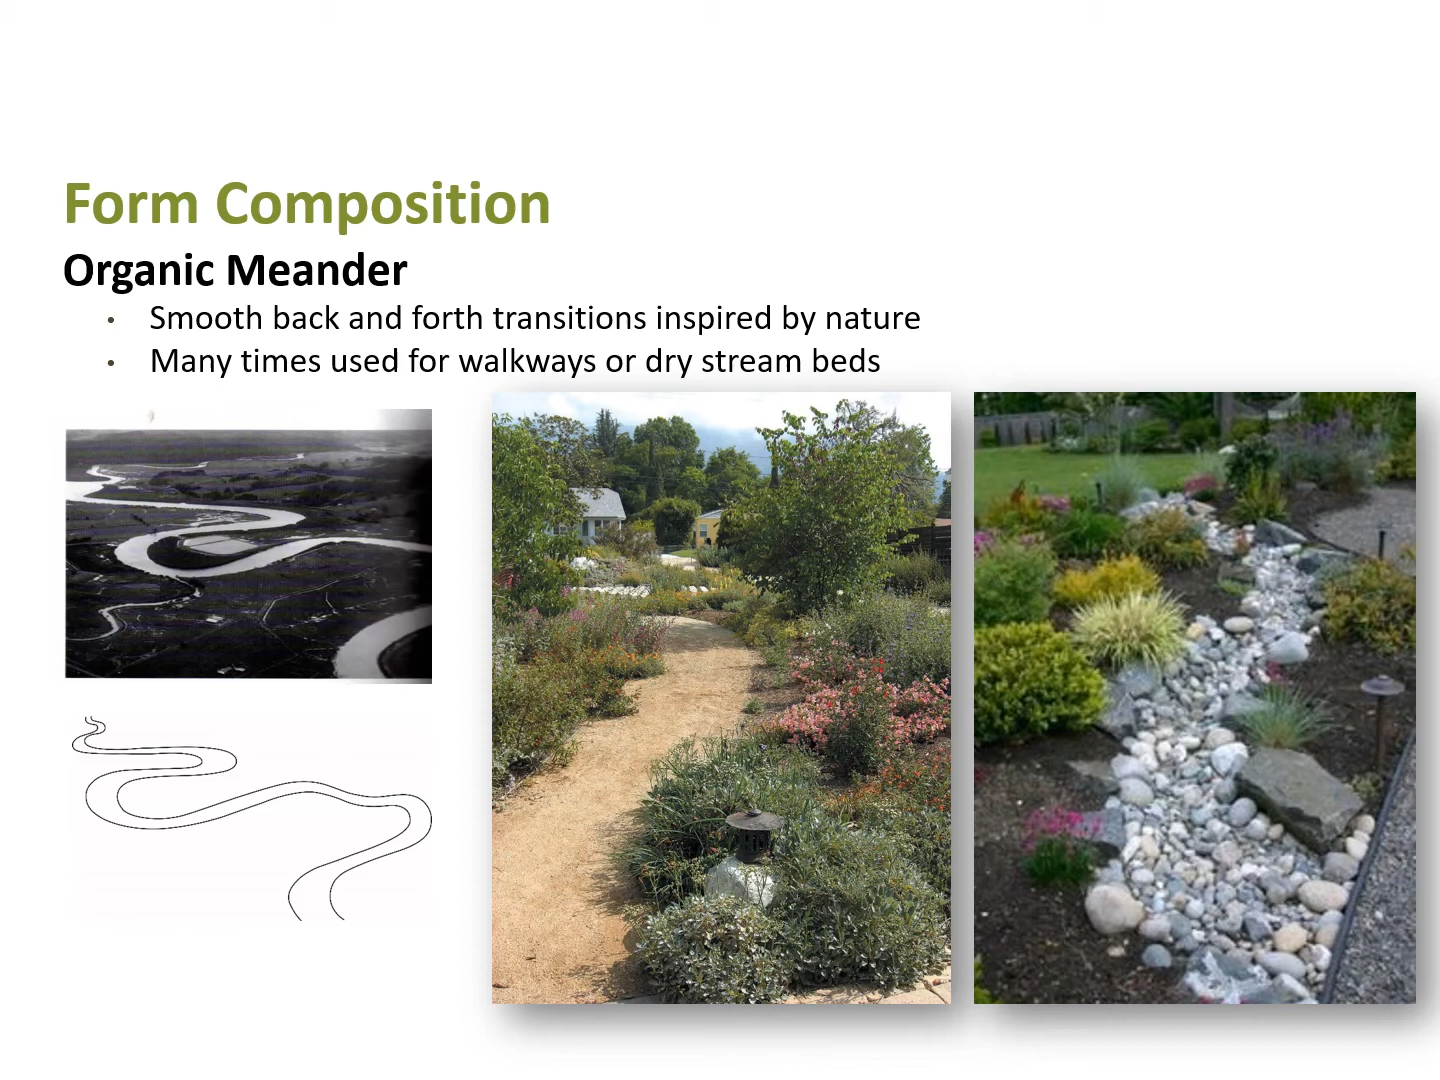 Form Composition
Organic Meander
• Smooth back and forth transitions inspired by nature
• Many times used for walkways or dry stream beds